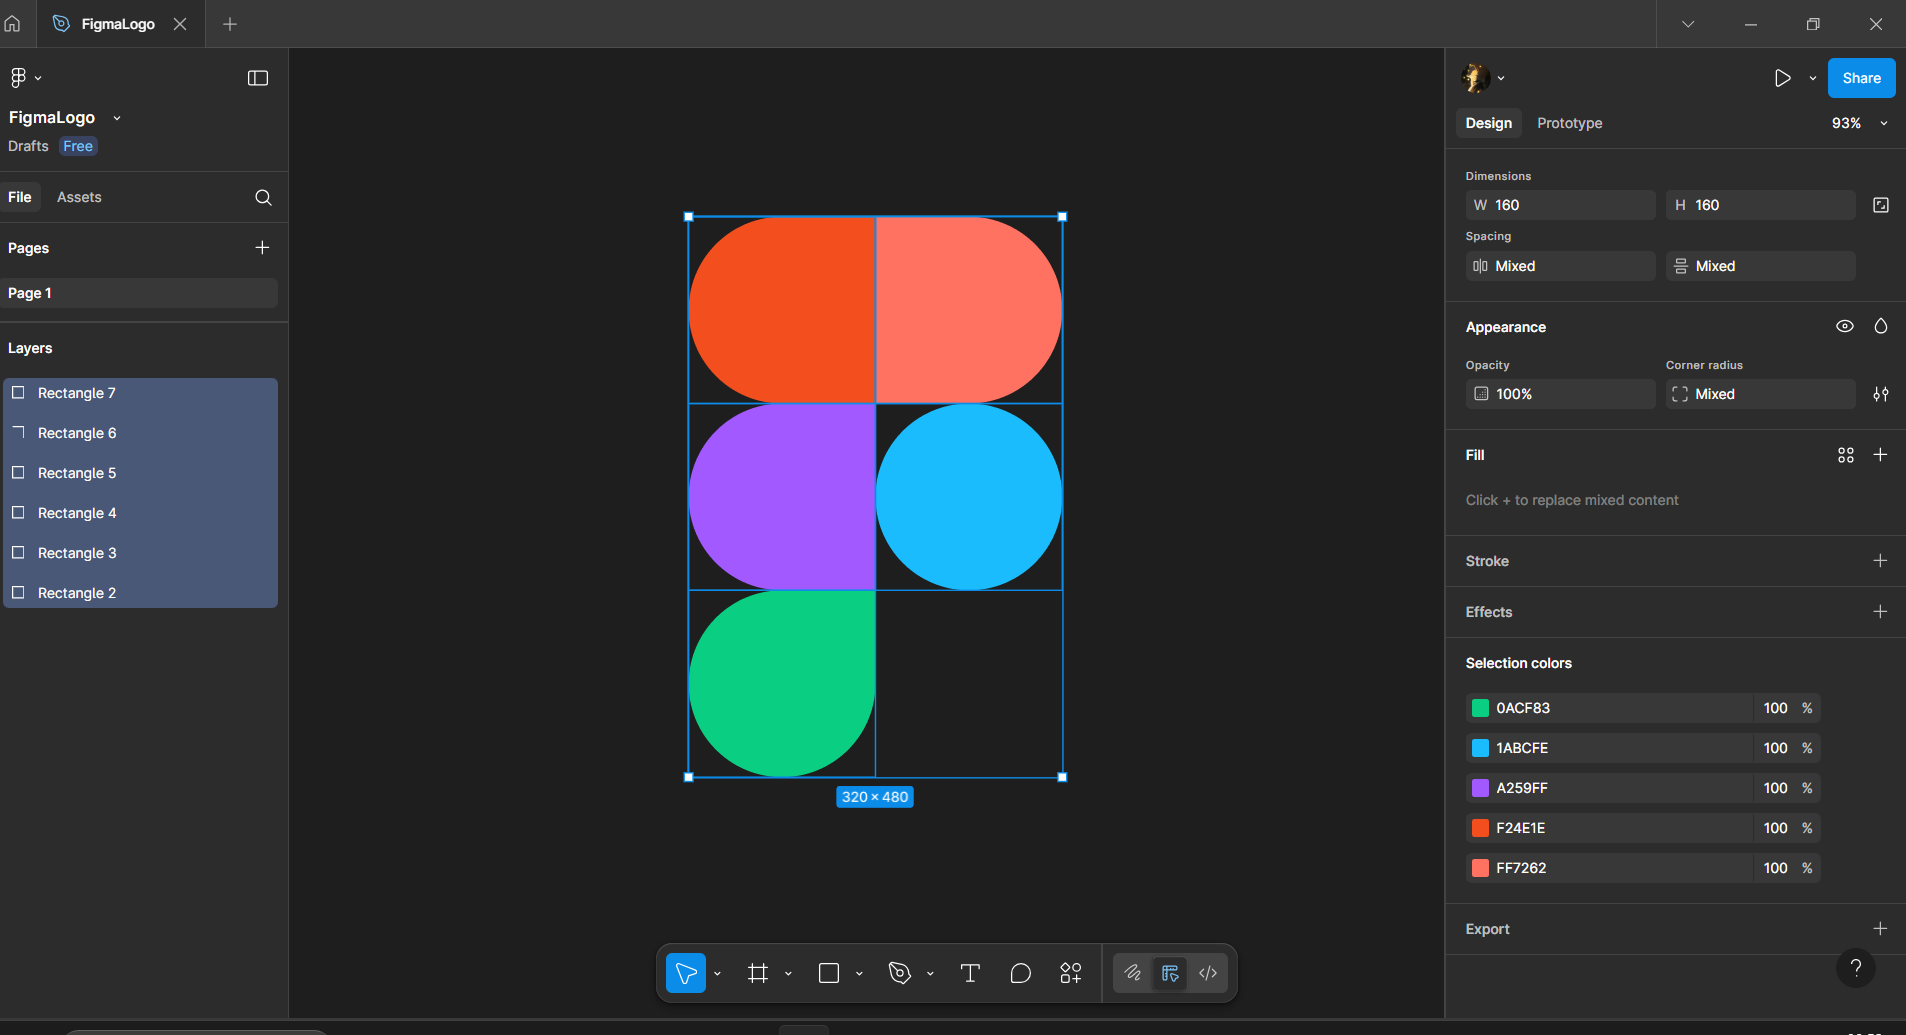 FigmaLogo
FigmaLogo
Drafts Free
File Assets
Pages
Page 1
Layers
Rectangle 7
Rectangle 6
Rectangle 5
Rectangle 4
Rectangle 3
Rectangle 2
320 × 480
Share
Design Prototype 93%
Dimensions
W 160 H 160
Spacing
Mixed Mixed
Appearance
Opacity Corner radius
100% Mixed
Fill
Click + to replace mixed content
Stroke
Effects
Selection colors
0ACF83 100 %
1ABCFE 100 %
A259FF 100 %
F24E1E 100 %
FF7262 100 %
Export
?